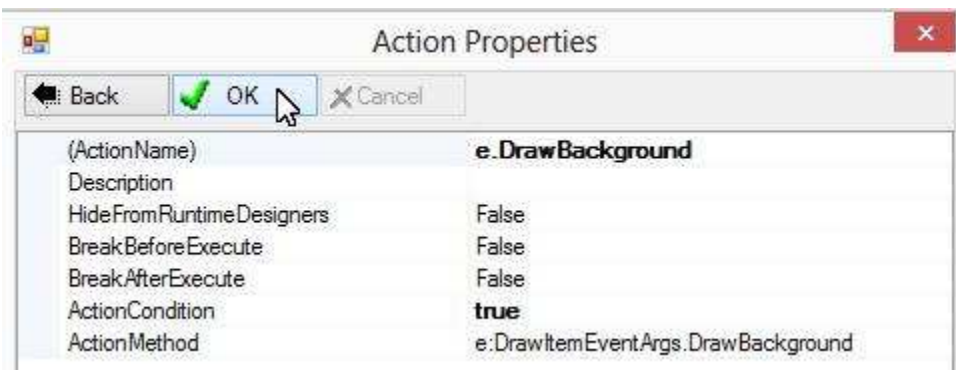 Action Properties
Back OK Cancel
(ActionName) e.DrawBackground
Description
HideFromRuntimeDesigners False
BreakBeforeExecute False
BreakAfterExecute False
ActionCondition true
ActionMethod e:DrawItemEventArgs.DrawBackground